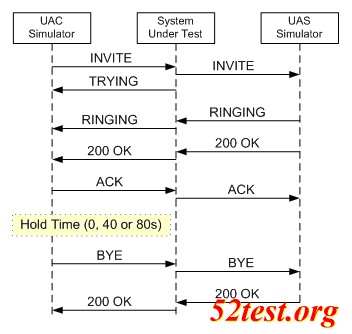 UAC
Simulator
System
Under Test
UAS
Simulator
INVITE
INVITE
TRYING
RINGING
RINGING
200 OK
200 OK
ACK
ACK
Hold Time (0, 40 or 80s)
BYE
BYE
200 OK
200 OK
52test.org